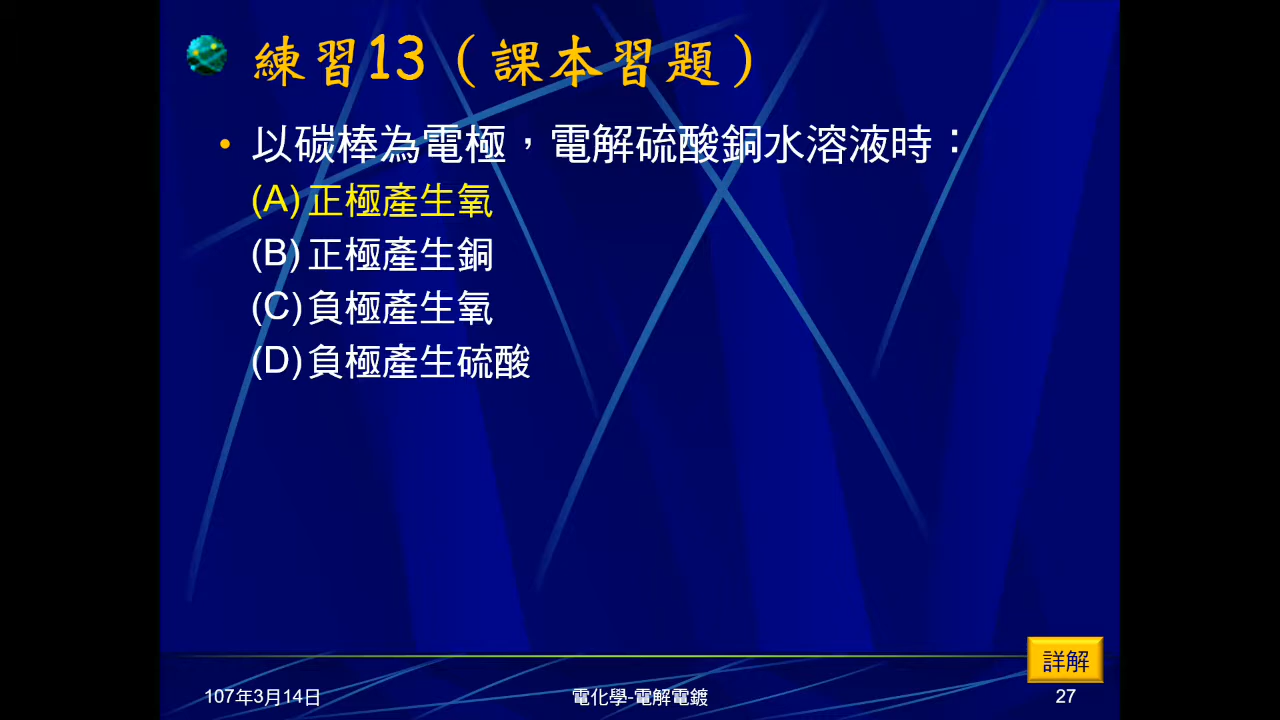 練習13（課本習題）
• 以碳棒為電極，電解硫酸銅水溶液時：
(A)正極產生氧
(B)正極產生銅
(C)負極產生氧
(D)負極產生硫酸
詳解
107年3月14日 電化學-電解電鍍 27